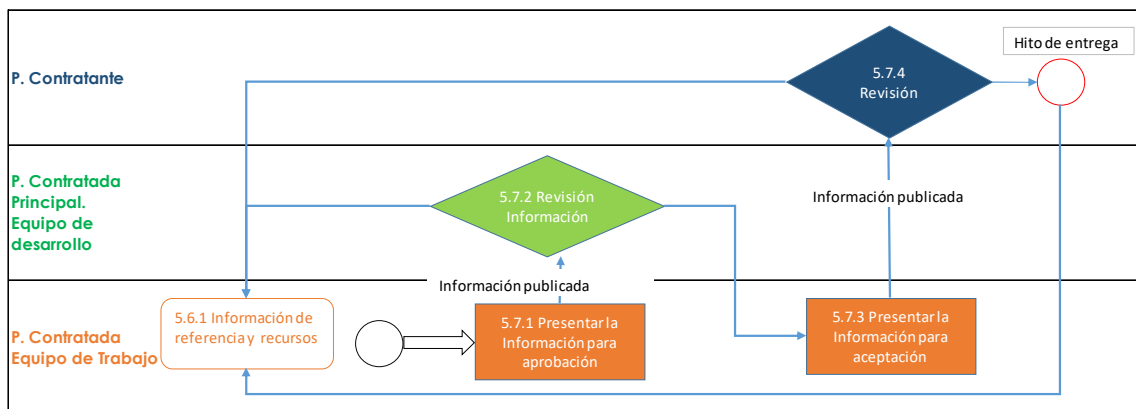 Hito de entrega
P. Contratante
5.7.4
Revisión
P. Contratada
Principal.
Equipo de
desarrollo
5.7.2 Revisión
Información
Información publicada
Información publicada
P. Contratada
Equipo de Trabajo
5.6.1 Información de
referencia y recursos
5.7.1 Presentar la
Información para
aprobación
5.7.3 Presentar la
Información para
aceptación